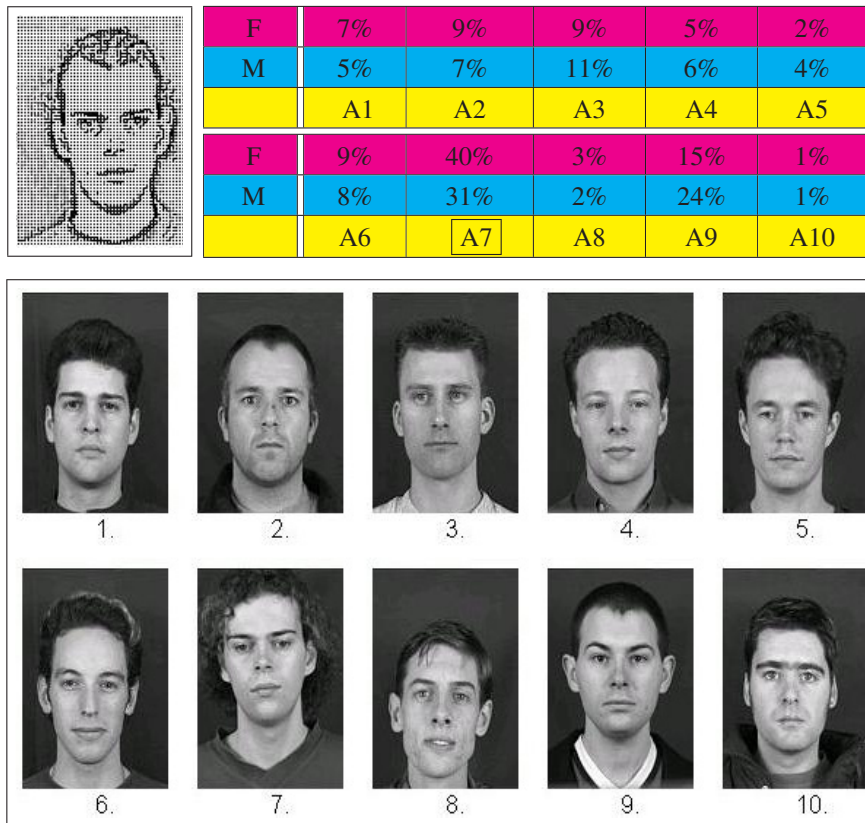 F 7% 9% 9% 5% 2%
M 5% 7% 11% 6% 4%
A1 A2 A3 A4 A5
F 9% 40% 3% 15% 1%
M 8% 31% 2% 24% 1%
A6 A7 A8 A9 A10
1. 2. 3. 4. 5.
6. 7. 8. 9. 10.